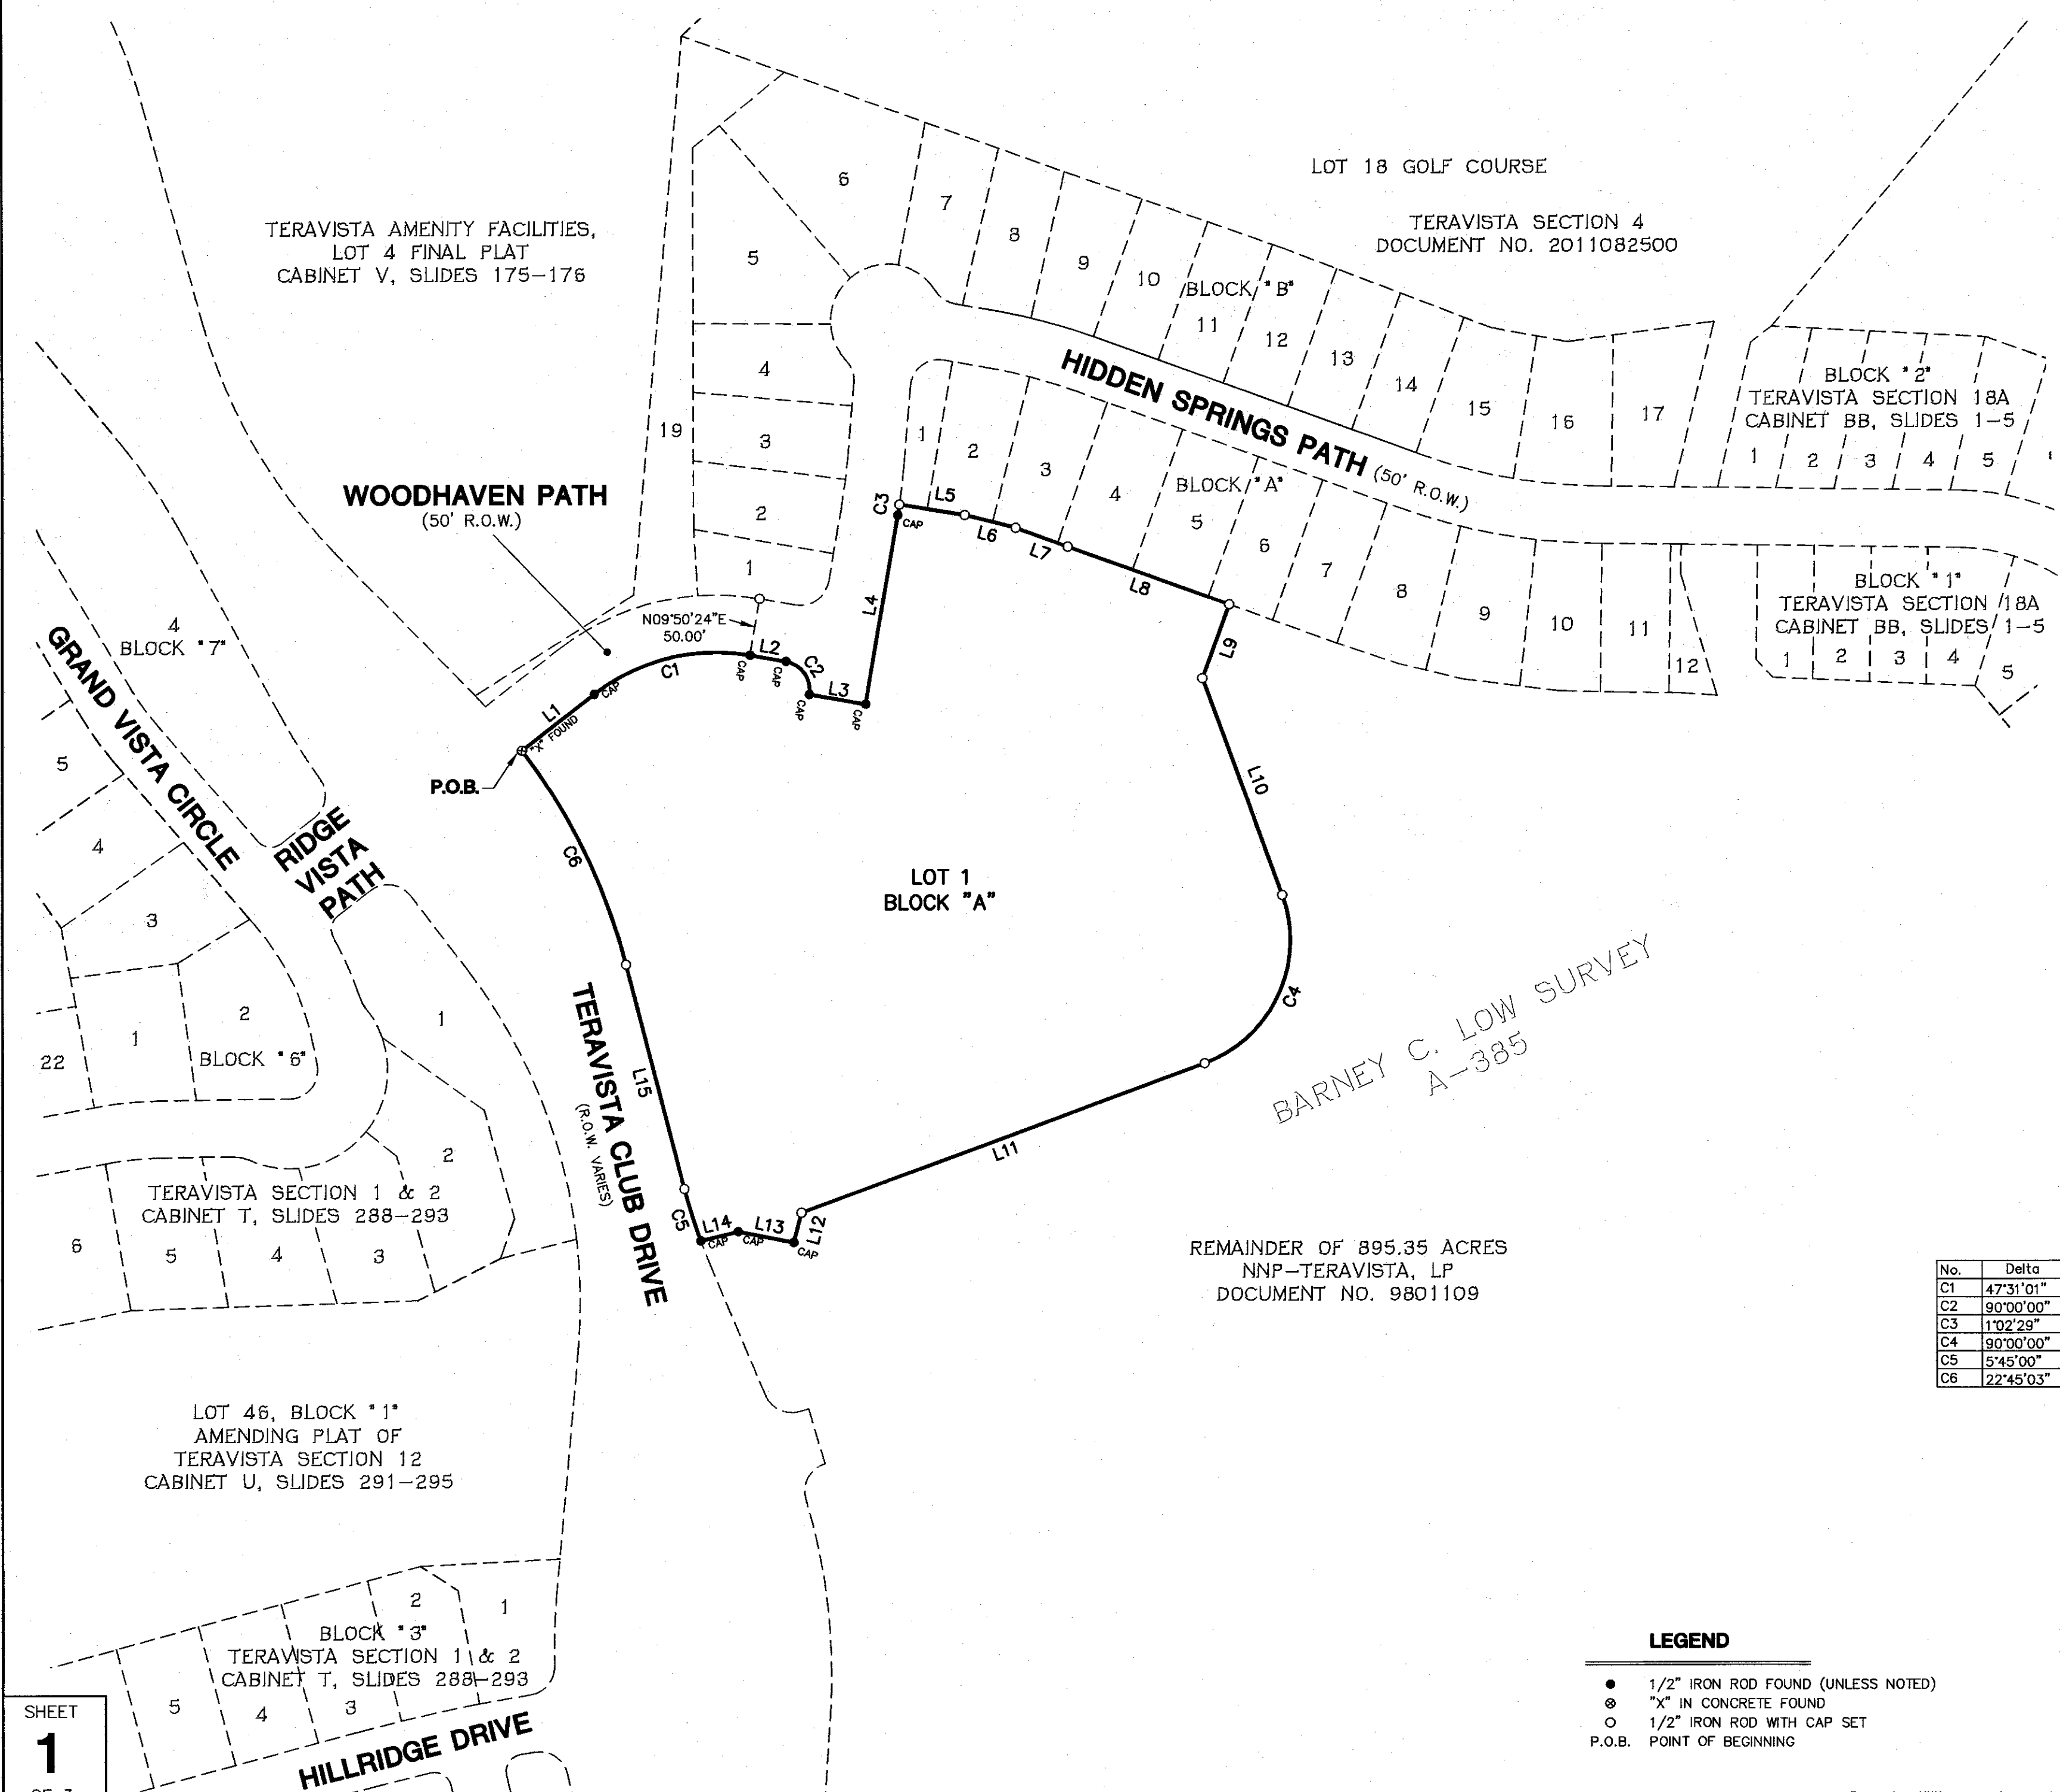 LOT 18 GOLF COURSE
TERAVISTA SECTION 4
DOCUMENT NO. 2011082500
TERAVISTA AMENITY FACILITIES,
LOT 4 FINAL PLAT
CABINET V, SLIDES 175-176
6
7
8
9
10
BLOCK "B"
11
12
13
14
15
16
17
5
4
3
2
1
19
HIDDEN SPRINGS PATH (50' R.O.W.)
BLOCK "2"
TERAVISTA SECTION 18A
CABINET BB, SLIDES 1-5
1
2
3
4
5
1
2
3
4
BLOCK "A"
5
6
7
8
9
10
11
12
BLOCK "1"
TERAVISTA SECTION 18A
CABINET BB, SLIDES 1-5
1
2
3
4
5
WOODHAVEN PATH
(50' R.O.W.)
C3
CAP
L5
L6
L7
L8
L4
L9
N09°50'24"E
50.00'
L2
CAP
CAP
C2
L3
CAP
CAP
C1
CAP
L1
"X" FOUND
P.O.B.
4
BLOCK "7"
GRAND VISTA CIRCLE
RIDGE
VISTA
PATH
5
4
3
2
1
22
BLOCK "6"
1
2
C6
L10
LOT 1
BLOCK "A"
C4
BARNEY C. LOW SURVEY
A-385
L15
TERAVISTA CLUB DRIVE
(R.O.W. VARIES)
L11
C5
L14
CAP
L13
CAP
L12
CAP
TERAVISTA SECTION 1 & 2
CABINET T, SLIDES 288-293
6
5
4
3
REMAINDER OF 895.35 ACRES
NNP-TERAVISTA, LP
DOCUMENT NO. 9801109
No. Delta
C1 47°31'01"
C2 90°00'00"
C3 1°02'29"
C4 90°00'00"
C5 5°45'00"
C6 22°45'03"
LOT 46, BLOCK "1"
AMENDING PLAT OF
TERAVISTA SECTION 12
CABINET U, SLIDES 291-295
2
1
BLOCK "3"
TERAVISTA SECTION 1 & 2
CABINET T, SLIDES 288-293
5
4
3
HILLRIDGE DRIVE
SHEET
1
LEGEND
1/2" IRON ROD FOUND (UNLESS NOTED)
"X" IN CONCRETE FOUND
1/2" IRON ROD WITH CAP SET
P.O.B. POINT OF BEGINNING